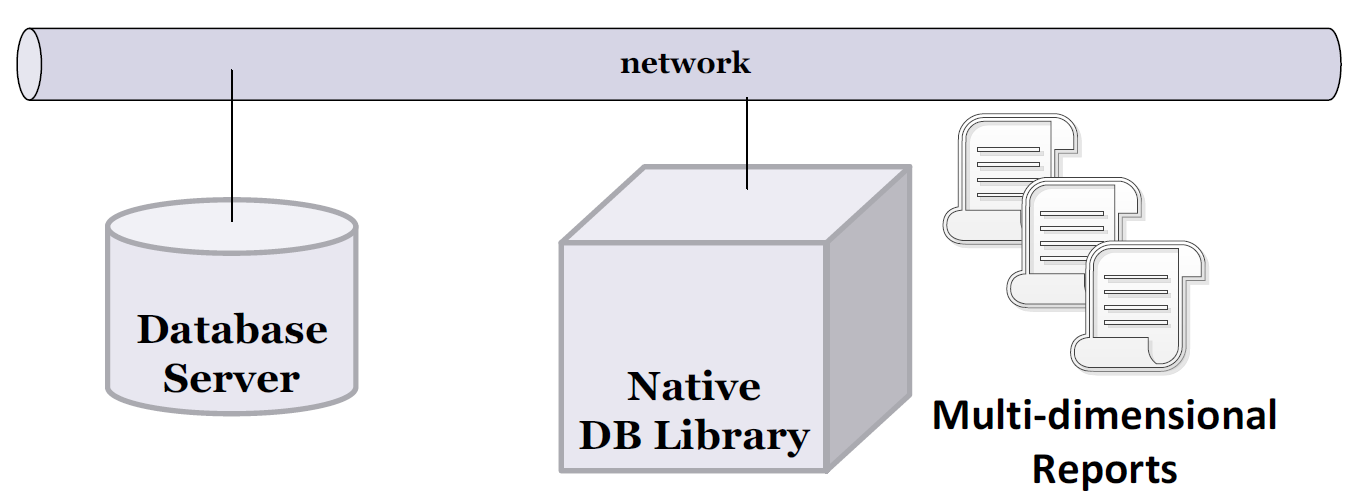 network
Database
Server
Native
DB Library
Multi-dimensional
Reports